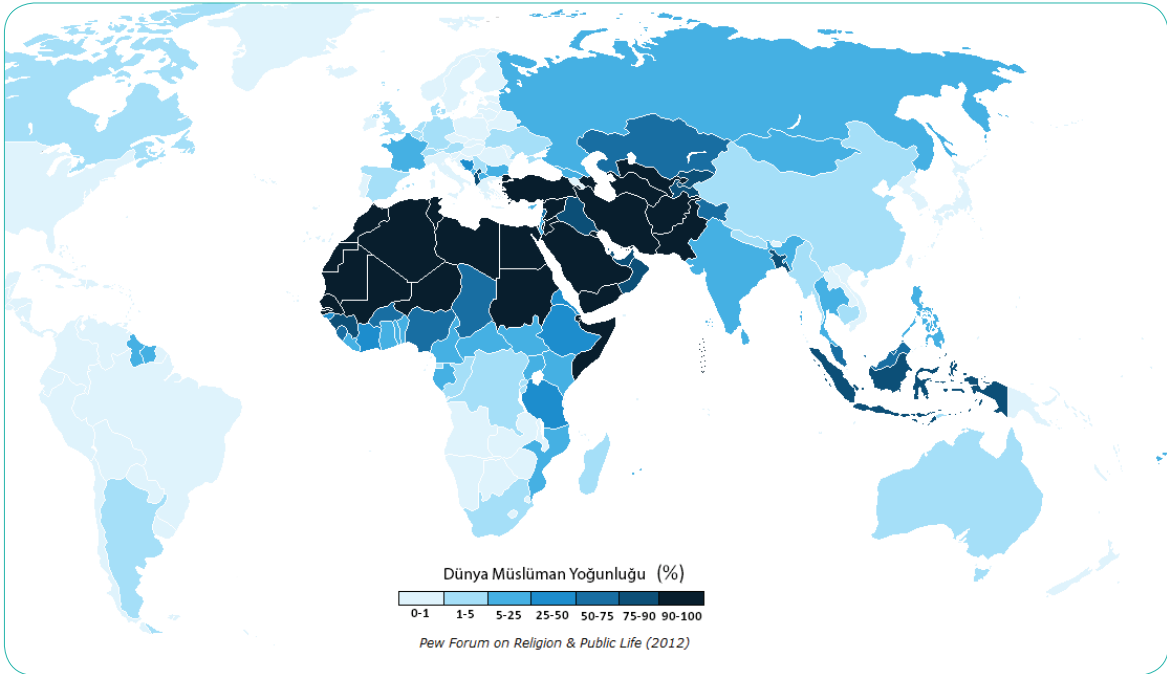 Dünya Müslüman Yoğunluğu (%)
0-1 1-5 5-25 25-50 50-75 75-90 90-100
Pew Forum on Religion & Public Life (2012)